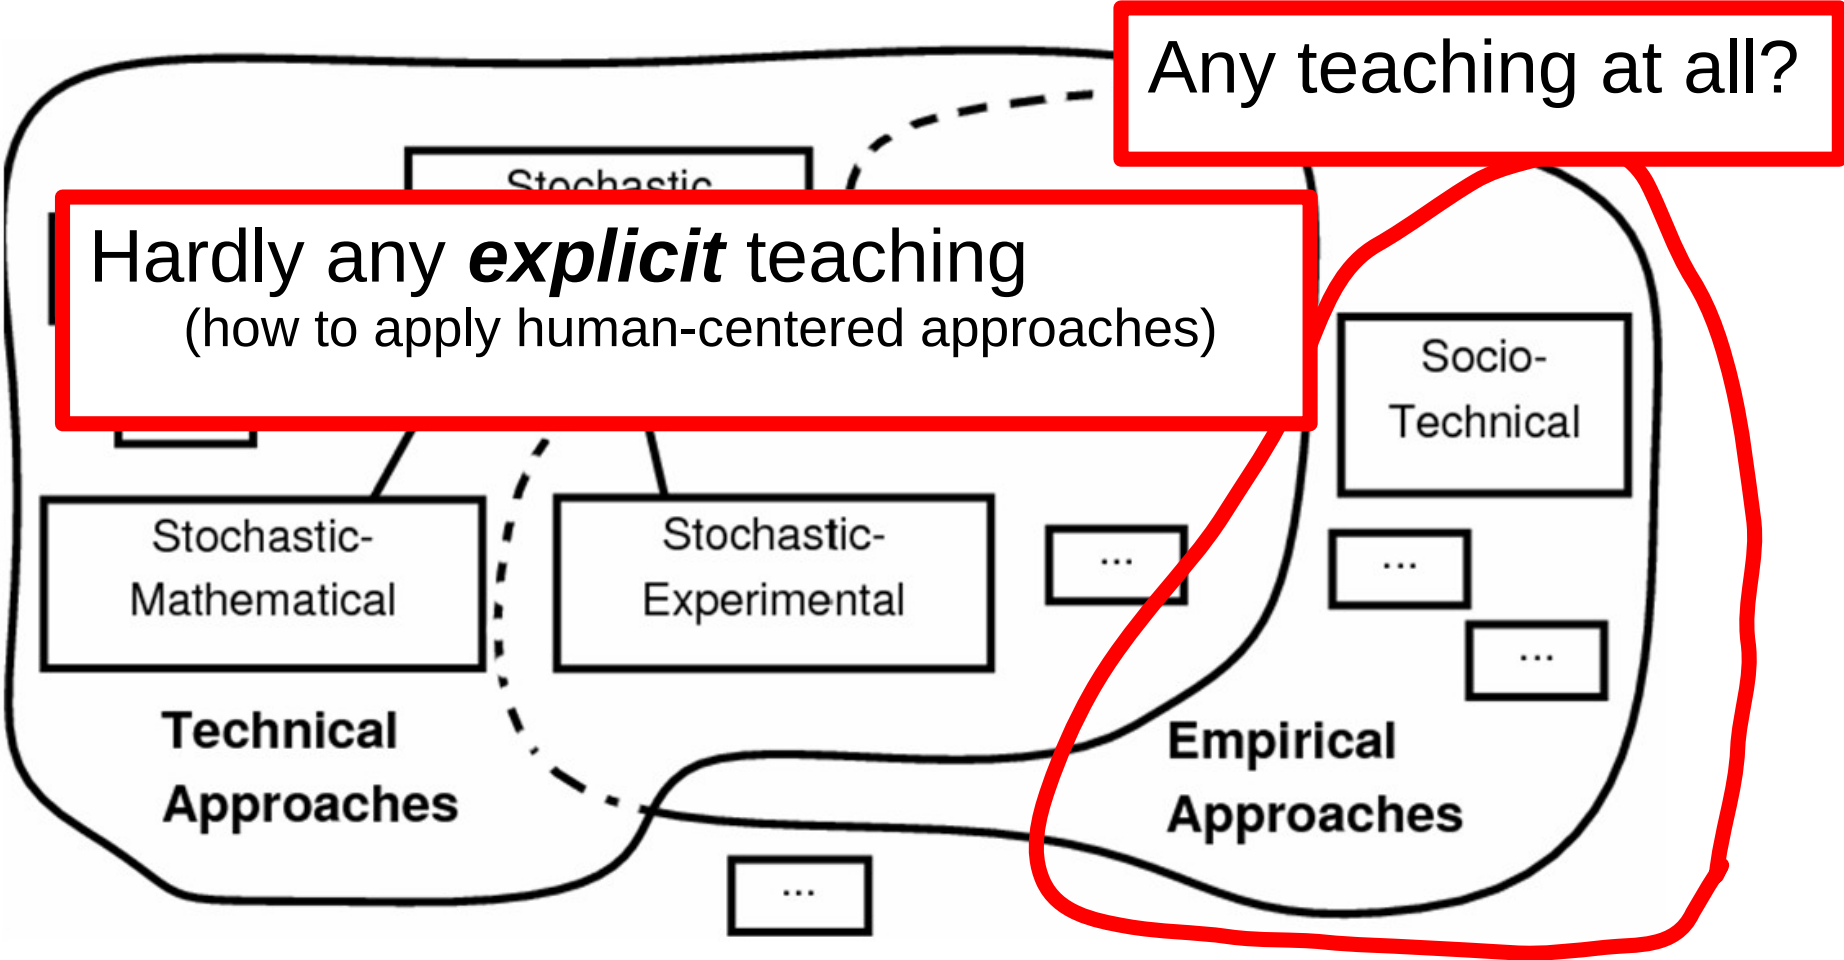 Any teaching at all?
Stochastic
Hardly any explicit teaching
(how to apply human-centered approaches)
Socio-
Technical
Stochastic-
Mathematical
Stochastic-
Experimental
...
...
...
Technical
Approaches
Empirical
Approaches
...